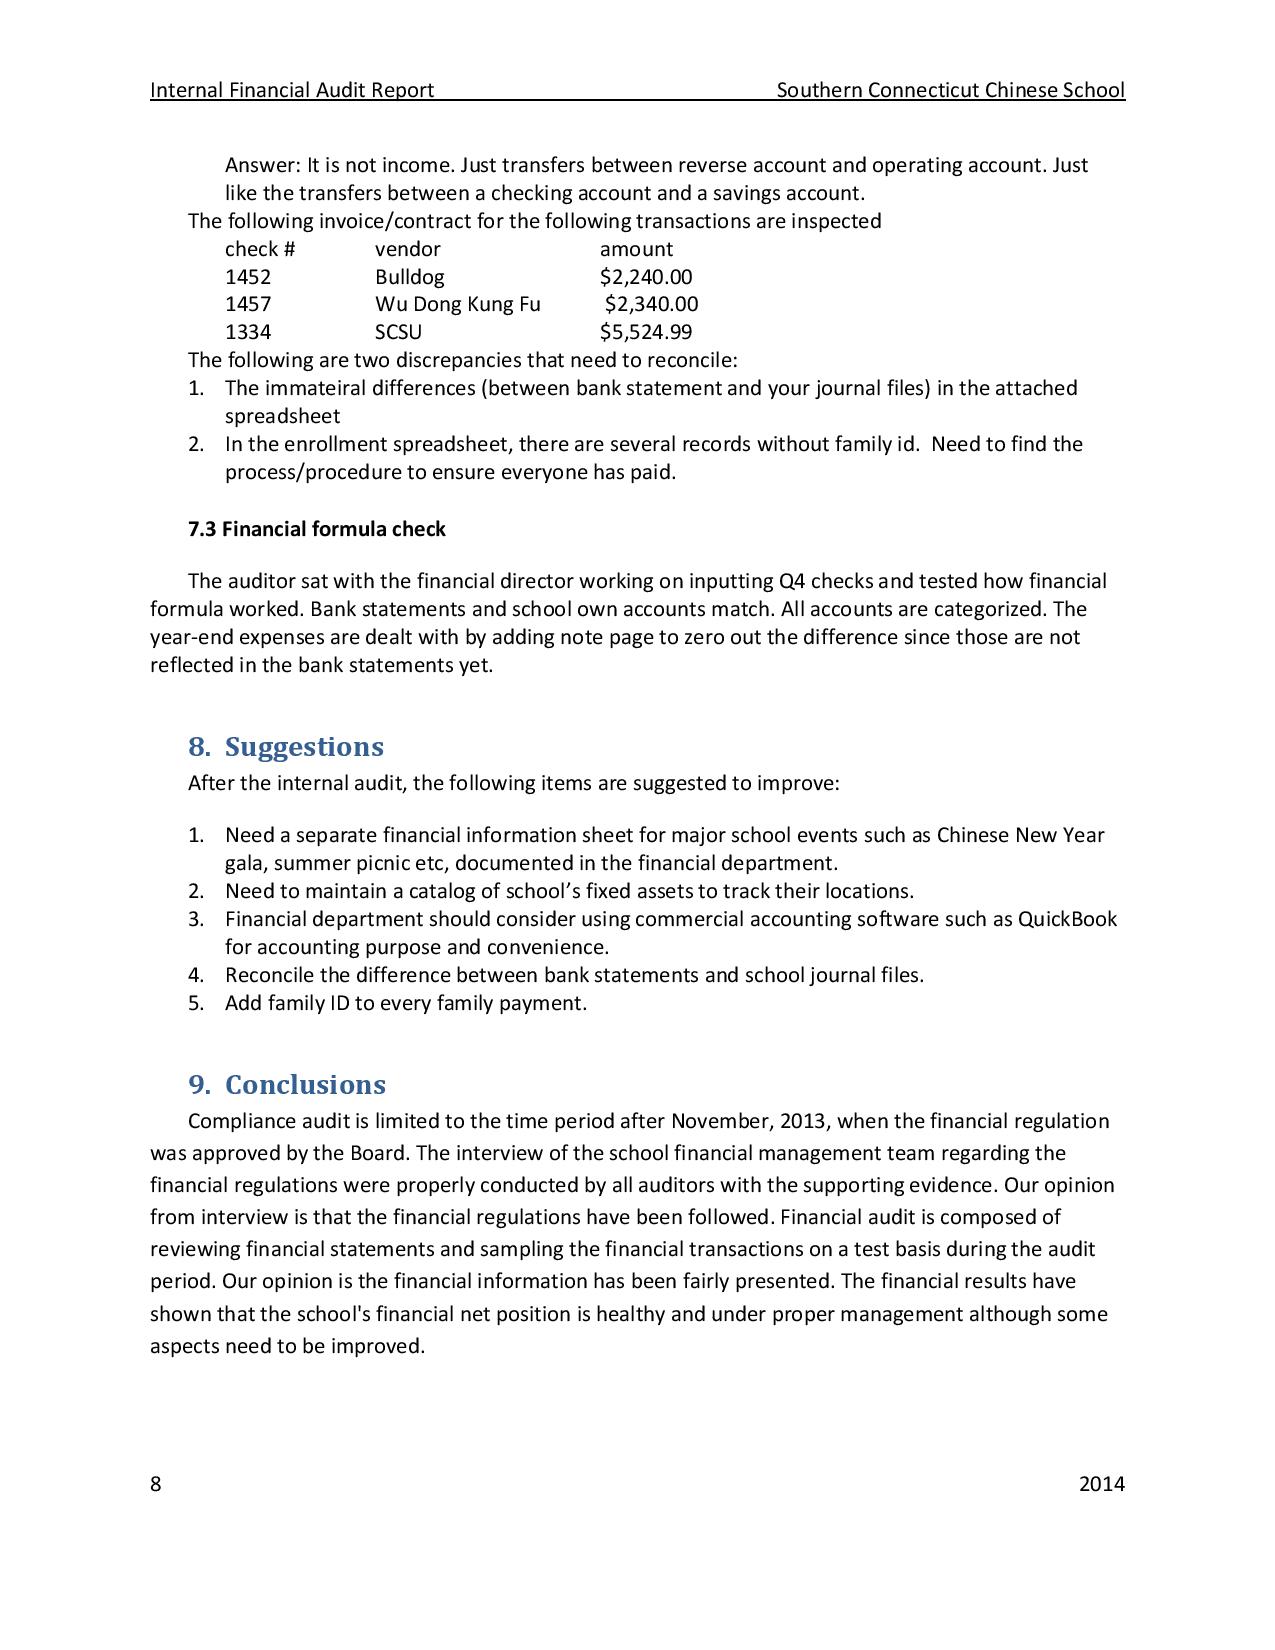 Internal Financial Audit Report Southern Connecticut Chinese School
Answer: It is not income. Just transfers between reverse account and operating account. Just
like the transfers between a checking account and a savings account.
The following invoice/contract for the following transactions are inspected
check # vendor amount
1452 Bulldog $2,240.00
1457 Wu Dong Kung Fu $2,340.00
1334 SCSU $5,524.99
The following are two discrepancies that need to reconcile:
1. The immateiral differences (between bank statement and your journal files) in the attached
spreadsheet
2. In the enrollment spreadsheet, there are several records without family id. Need to find the
process/procedure to ensure everyone has paid.
7.3 Financial formula check
The auditor sat with the financial director working on inputting Q4 checks and tested how financial
formula worked. Bank statements and school own accounts match. All accounts are categorized. The
year-end expenses are dealt with by adding note page to zero out the difference since those are not
reflected in the bank statements yet.
8. Suggestions
After the internal audit, the following items are suggested to improve:
1. Need a separate financial information sheet for major school events such as Chinese New Year
gala, summer picnic etc, documented in the financial department.
2. Need to maintain a catalog of school’s fixed assets to track their locations.
3. Financial department should consider using commercial accounting software such as QuickBook
for accounting purpose and convenience.
4. Reconcile the difference between bank statements and school journal files.
5. Add family ID to every family payment.
9. Conclusions
Compliance audit is limited to the time period after November, 2013, when the financial regulation
was approved by the Board. The interview of the school financial management team regarding the
financial regulations were properly conducted by all auditors with the supporting evidence. Our opinion
from interview is that the financial regulations have been followed. Financial audit is composed of
reviewing financial statements and sampling the financial transactions on a test basis during the audit
period. Our opinion is the financial information has been fairly presented. The financial results have
shown that the school's financial net position is healthy and under proper management although some
aspects need to be improved.
8 2014